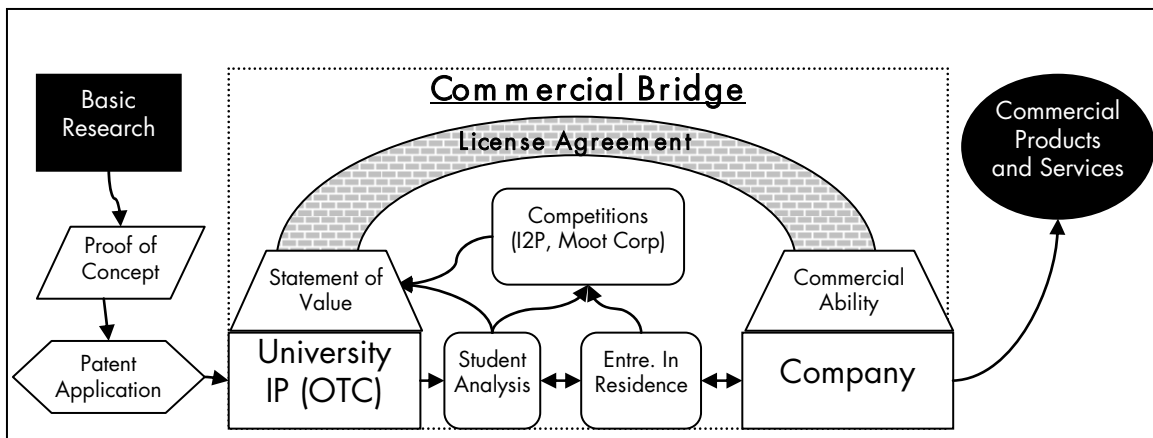 Commercial Bridge
License Agreement
Basic
Research
Proof of
Concept
Patent
Application
Statement of
Value
University
IP (OTC)
Competitions
(I2P, Moot Corp)
Student
Analysis
Entre. In
Residence
Commercial
Ability
Company
Commercial
Products
and Services